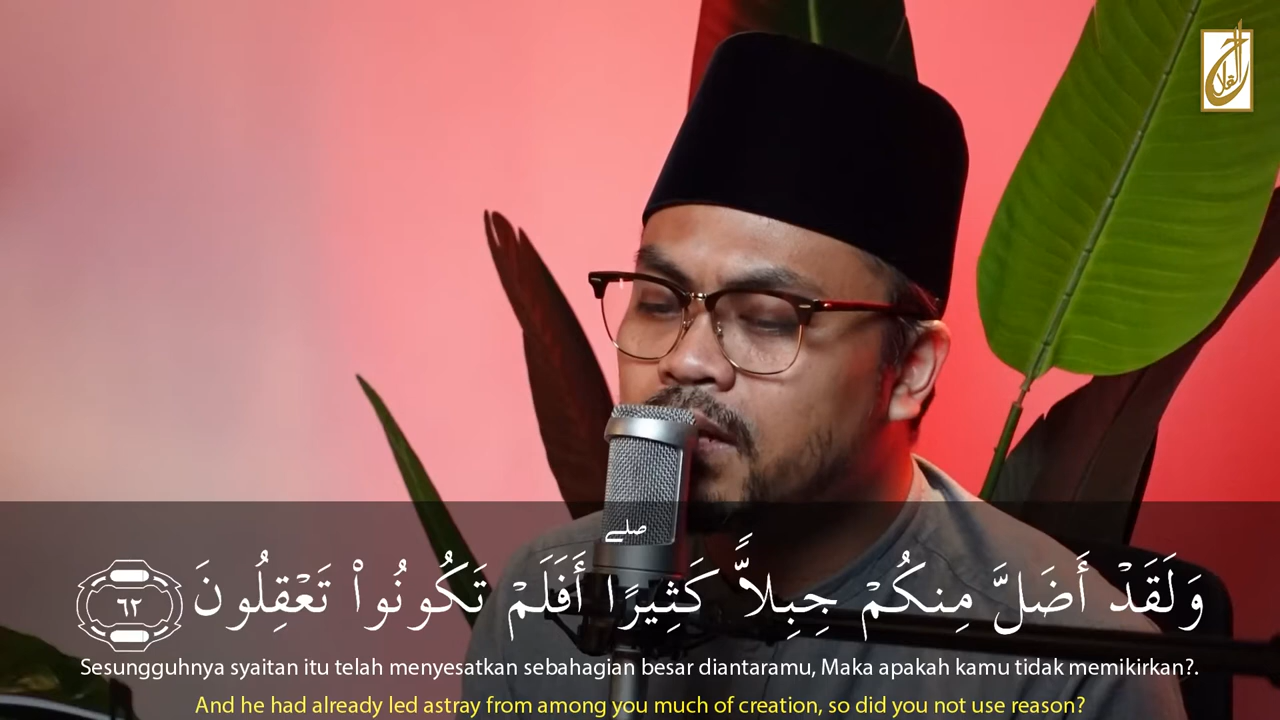 وَلَقَدْ أَضَلَّ مِنكُمْ جِبِلاًّ كَثِيرًا ۖ أَفَلَمْ تَكُونُواْ تَعْقِلُونَ ٦٢
Sesungguhnya syaitan itu telah menyesatkan sebahagian besar diantaramu, Maka apakah kamu tidak memikirkan?.
And he had already led astray from among you much of creation, so did you not use reason?